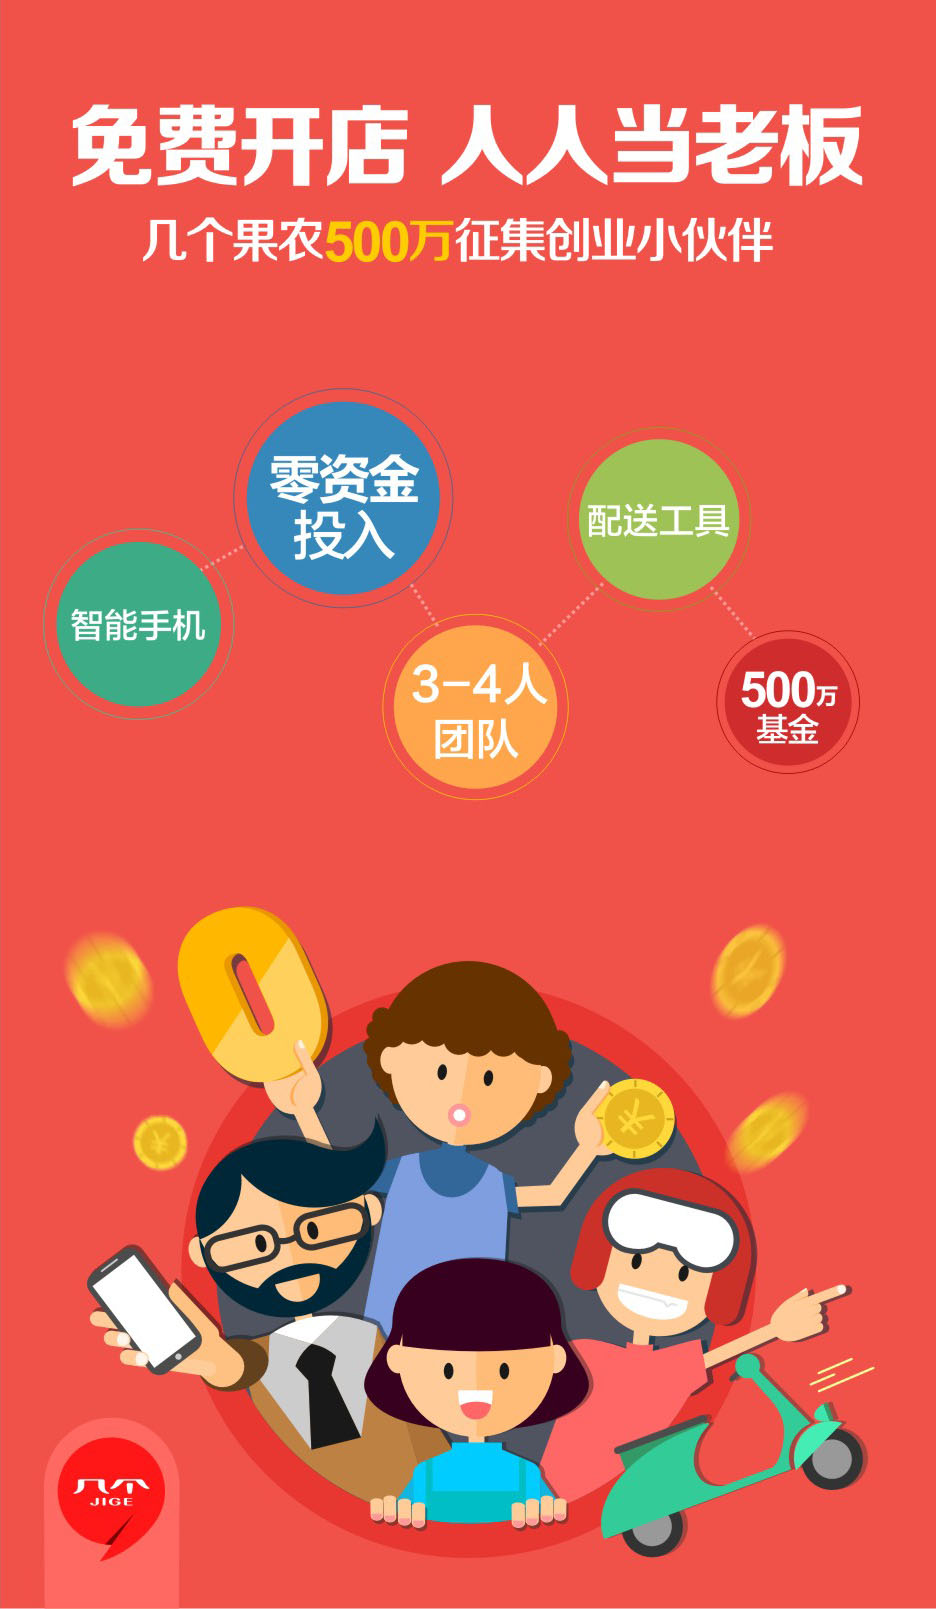 免费开店 人人当老板
几个果农500万征集创业小伙伴
零资金
投入
配送工具
智能手机
3-4人
团队
500万
基金
几个
JIGE